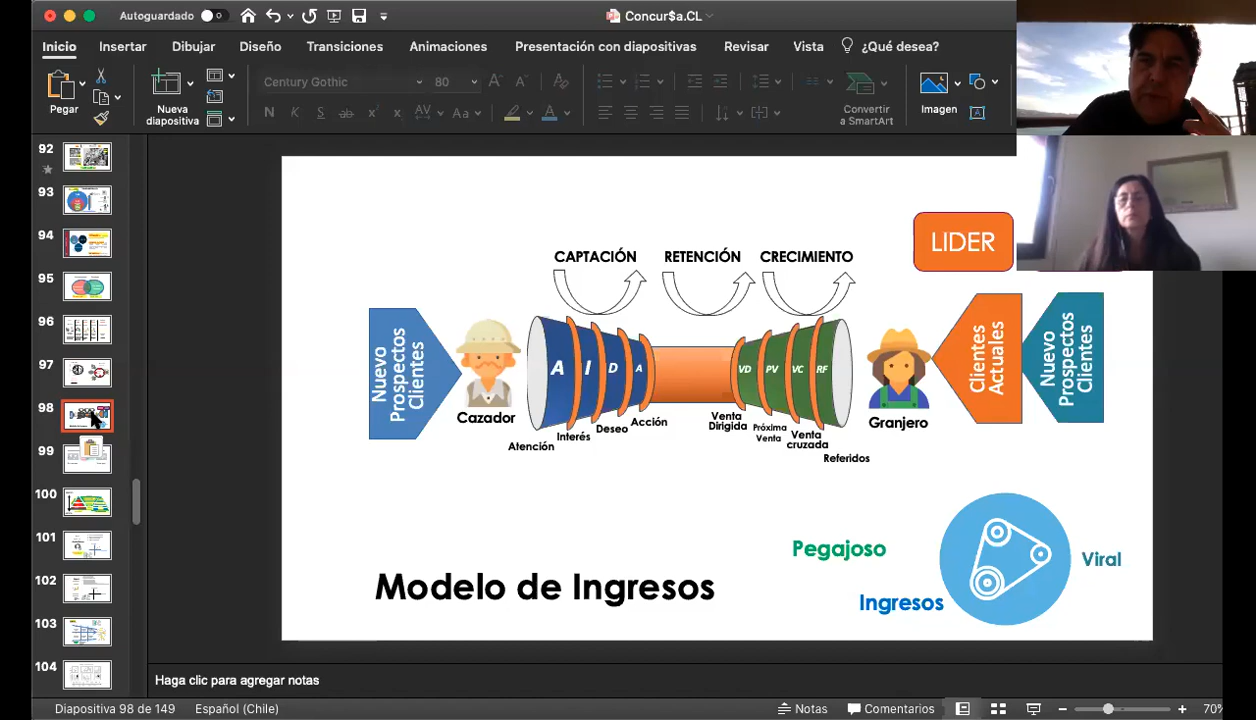 Autoguardado
Concur$a.CL
Inicio Insertar Dibujar Diseño Transiciones Animaciones Presentación con diapositivas Revisar Vista ¿Qué desea?
Pegar
Nueva
diapositiva
Century Gothic 80
N K S ab x x AV Aa A
Convertir
a SmartArt
Imagen
92
93
94
95
96
97
98
99
100
101
102
103
104
LIDER
CAPTACIÓN RETENCIÓN CRECIMIENTO
Nuevo
Prospectos
Clientes
Cazador
A I D A
Atención
Interés
Deseo
Acción
VD PV VC RF
Venta
Dirigida
Próxima
Venta
Venta
cruzada
Referidos
Granjero
Clientes
Actuales
Nuevo
Prospectos
Clientes
Modelo de Ingresos
Pegajoso
Viral
Ingresos
Haga clic para agregar notas
Diapositiva 98 de 149 Español (Chile) Notas Comentarios 70%